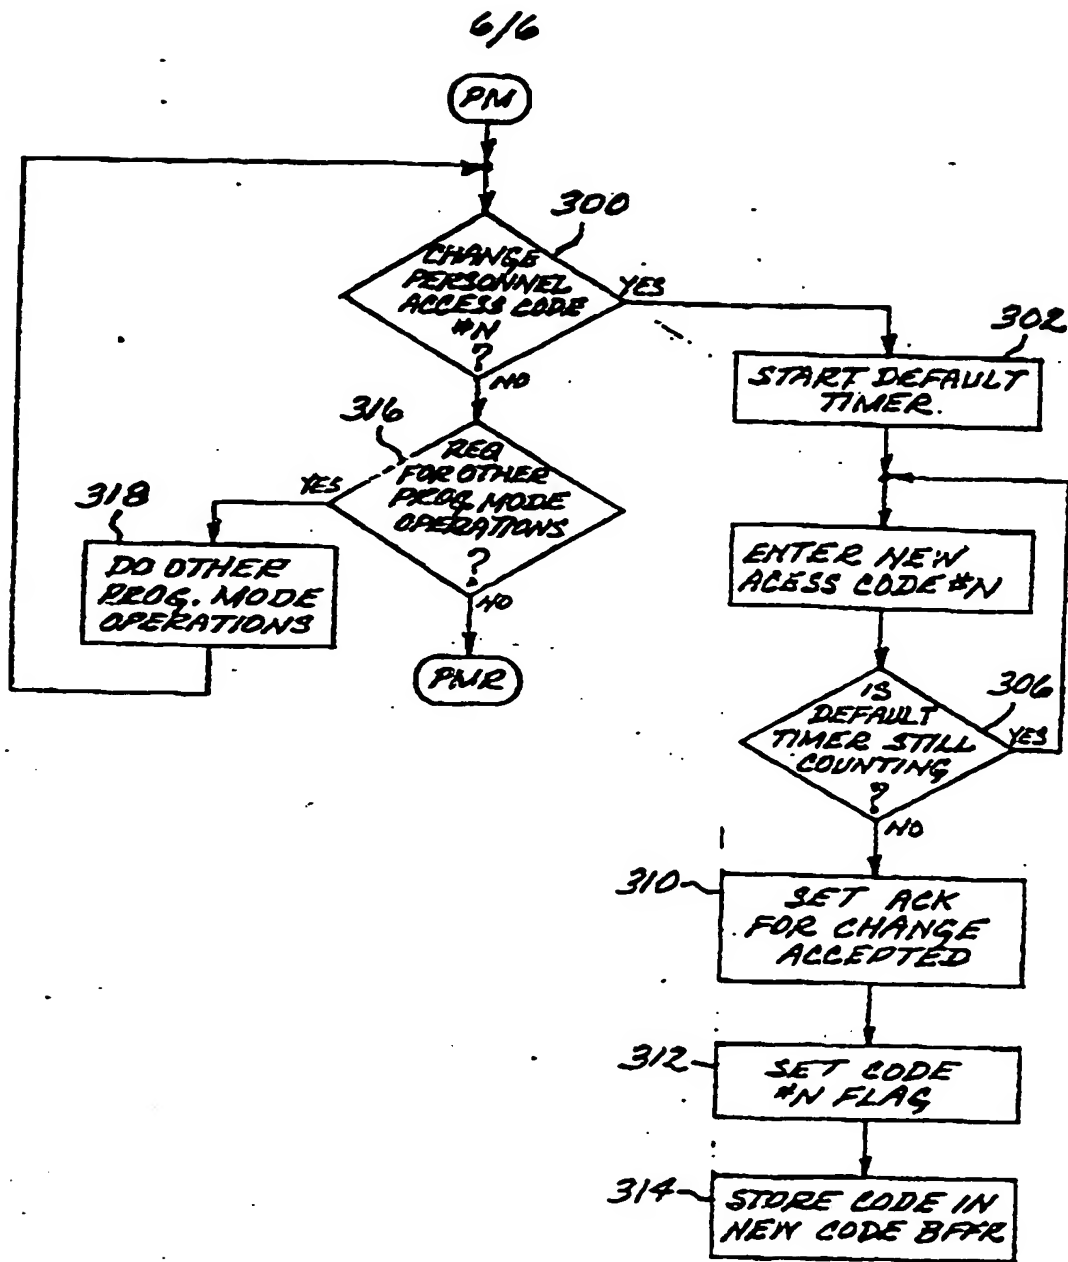 6/6
PM
300
CHANGE
PERSONNEL
ACCESS CODE
#N
?
YES
NO
302
START DEFAULT
TIMER.
316
REQ
FOR OTHER
PROG. MODE
OPERATIONS
?
YES
NO
318
DO OTHER
PROG. MODE
OPERATIONS
PMR
ENTER NEW
ACESS CODE #N
306
IS
DEFAULT
TIMER STILL
COUNTING
?
YES
NO
310
SET ACK
FOR CHANGE
ACCEPTED
312
SET CODE
#N FLAG
314
STORE CODE IN
NEW CODE BFFR